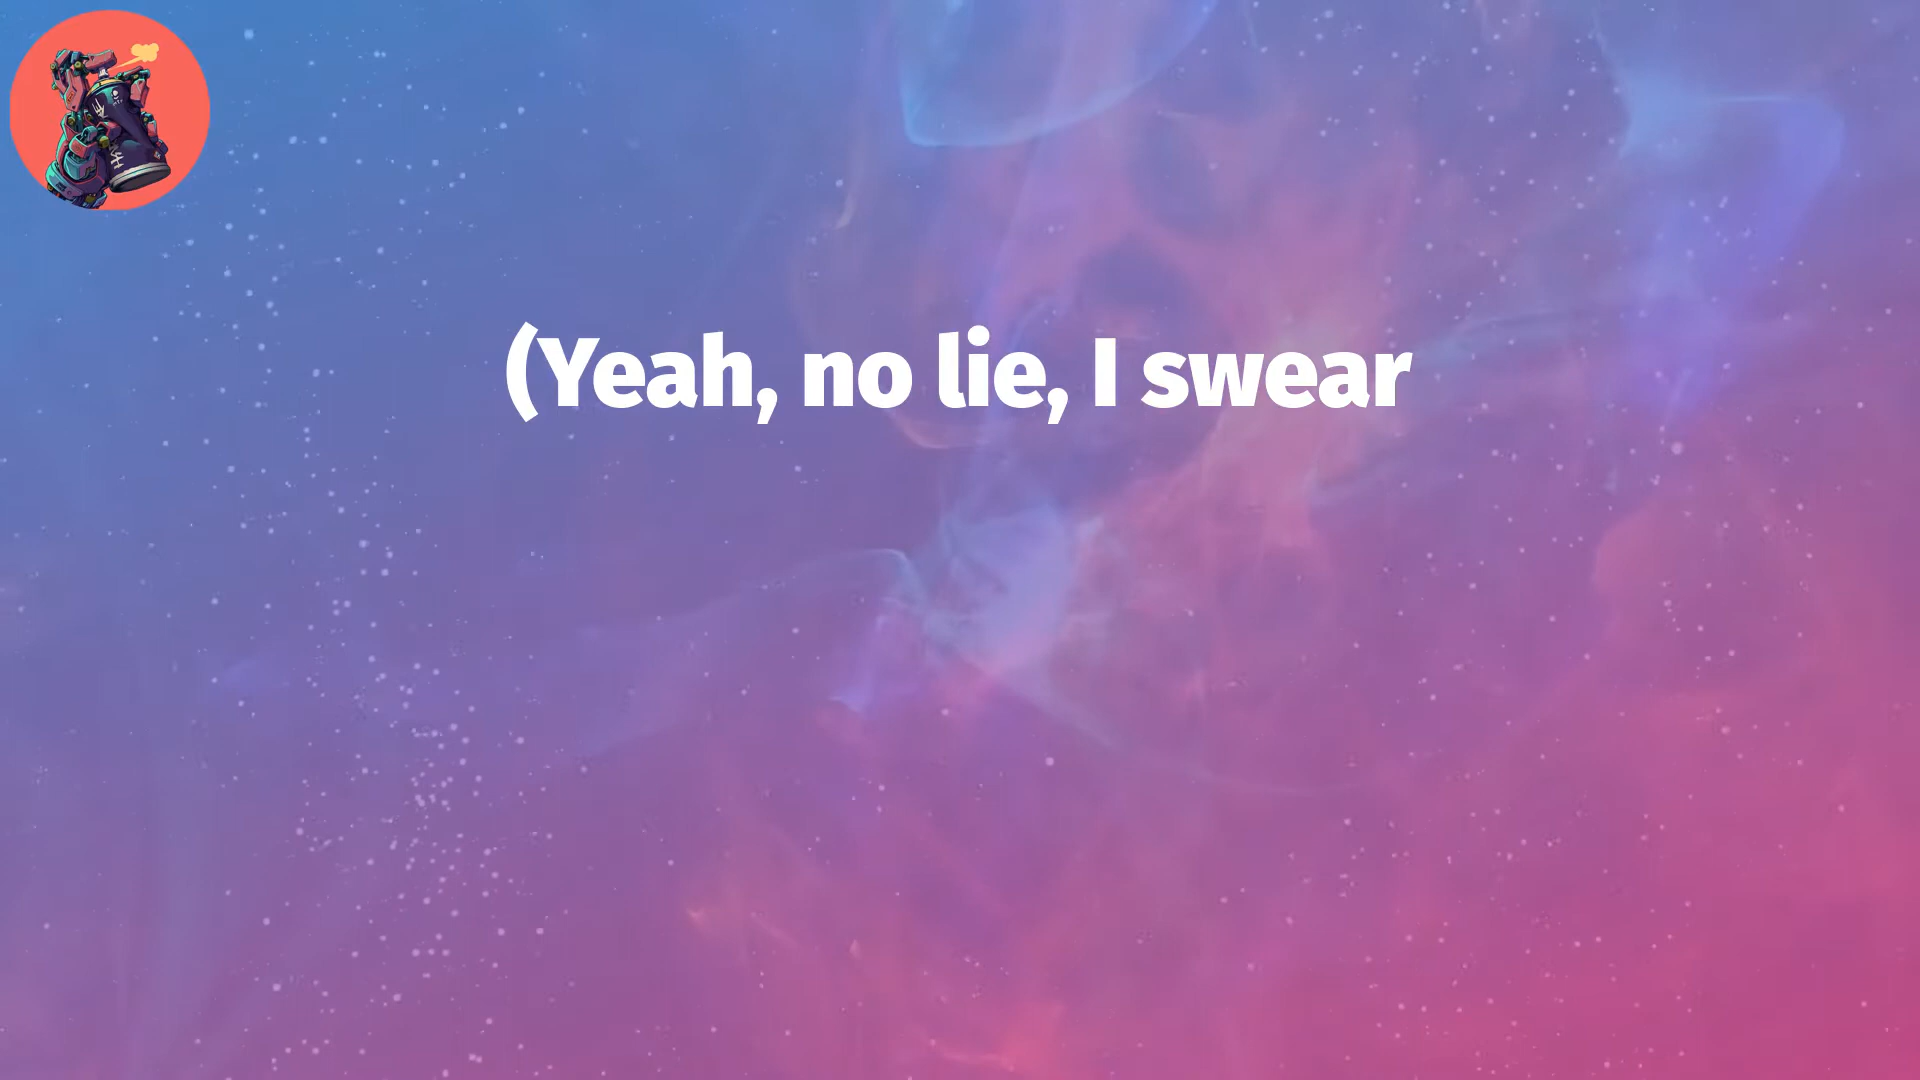 (Yeah, no lie, I swear